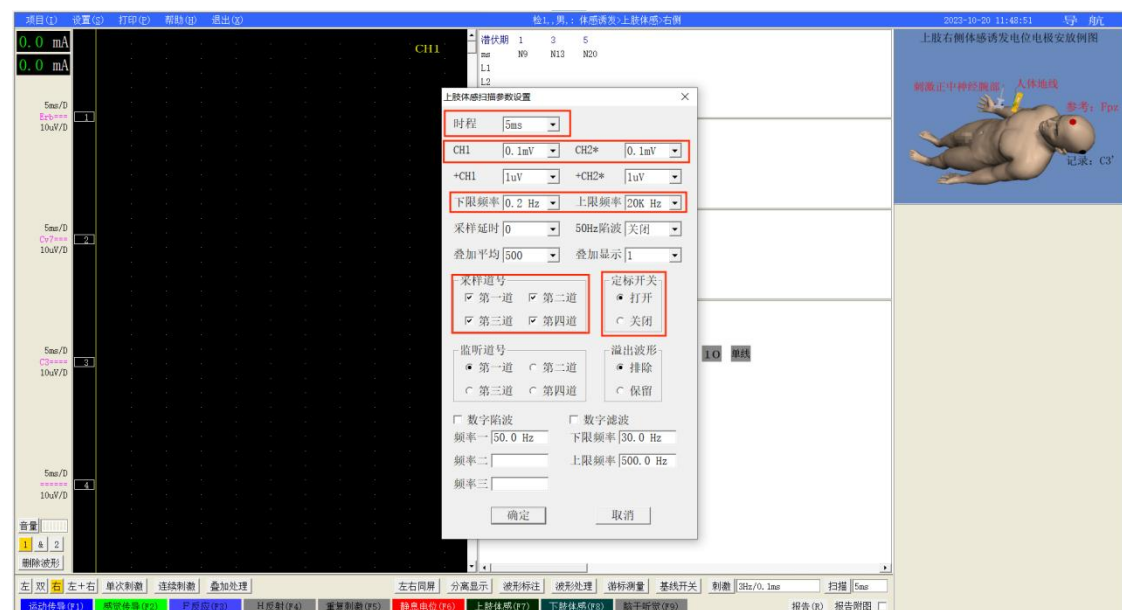 项目(I) 设置(S) 打印(P) 帮助(H) 退出(X) 检1,,男,: 体感诱发>上肢体感>右侧 2023-10-20 11:48:51 导 航
0.0 mA
0.0 mA
CH1
潜伏期 1 3 5
ms N9 N13 N20
L1
L2
上肢右侧体感诱发电位电极安放例图
刺激正中神经腕部
人体地线
参考: Fpz
记录: C3'
5ms/D
Erb===
10uV/D
1
5ms/D
Cv7===
10uV/D
2
5ms/D
C3====
10uV/D
3
5ms/D
======
10uV/D
4
上肢体感扫描参数设置
时程 5ms
CH1 0.1mV CH2* 0.1mV
+CH1 1uV +CH2* 1uV
下限频率 0.2 Hz 上限频率 20K Hz
采样延时 0 50Hz陷波 关闭
叠加平均 500 叠加显示 1
采样道号 定标开关
第一道 第二道 打开
第三道 第四道 关闭
监听道号 溢出波形
第一道 第二道 排除
第三道 第四道 保留
数字陷波 数字滤波
频率一 50.0 Hz 下限频率 30.0 Hz
频率二 上限频率 500.0 Hz
频率三
确定 取消
10 单线
音量
1 & 2
删除波形
左 双 右 左+右 单次刺激 连续刺激 叠加处理 左右同屏 分离显示 波形标注 波形处理 游标测量 基线开关 刺激 3Hz/0.1ms 扫描 5ms
运动传导(F1) 感觉传导(F2) F反应(F3) H反射(F4) 重复刺激(F5) 静息电位(F6) 上肢体感(F7) 下肢体感(F8) 脑干听觉(F9) 报告(R) 报告附图